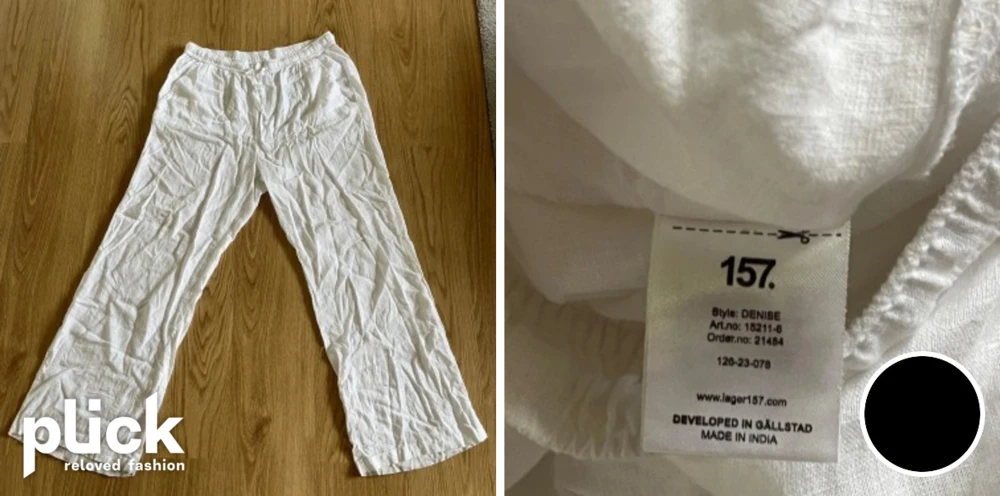 plick
reloved fashion
157.
Style: DENISE
Art.no: 15211-6
Order.no: 21484
126-23-078
www.lager157.com
DEVELOPED IN GÄLLSTAD
MADE IN INDIA